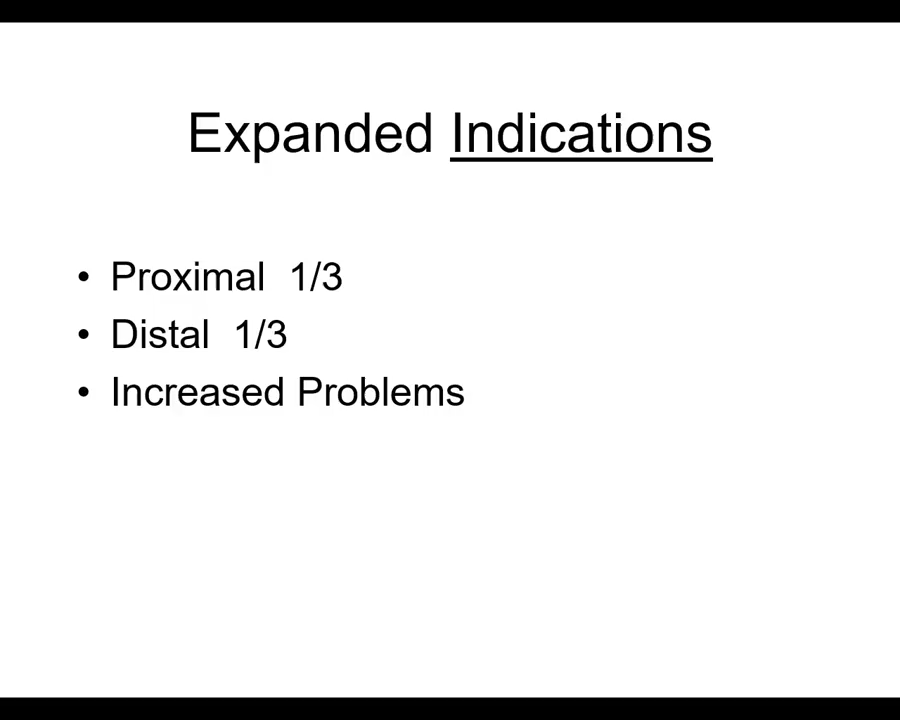 Expanded Indications
• Proximal 1/3
• Distal 1/3
• Increased Problems